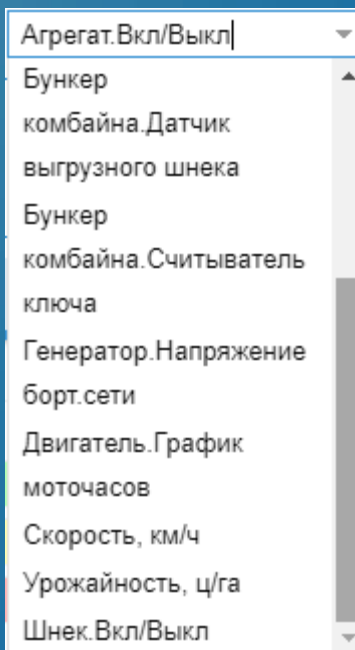 Агрегат.Вкл/Выкл
Бункер
комбайна.Датчик
выгрузного шнека
Бункер
комбайна.Считыватель
ключа
Генератор.Напряжение
борт.сети
Двигатель.График
моточасов
Скорость, км/ч
Урожайность, ц/га
Шнек.Вкл/Выкл